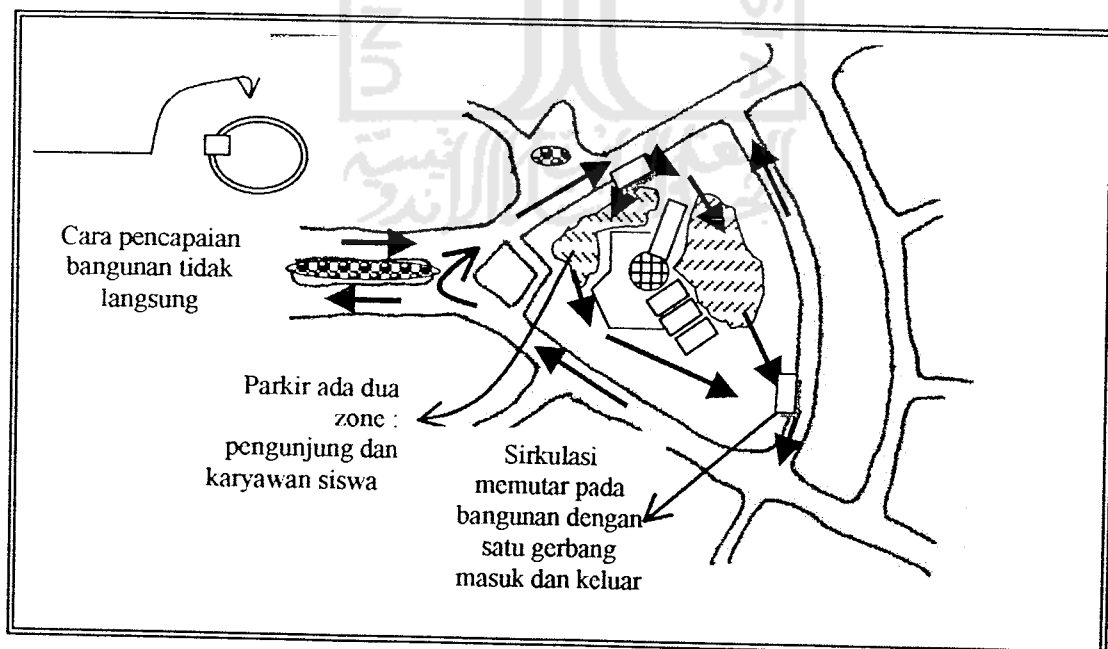 Cara pencapaian
bangunan tidak
langsung
Parkir ada dua
zone :
pengunjung dan
karyawan siswa
Sirkulasi
memutar pada
bangunan dengan
satu gerbang
masuk dan keluar